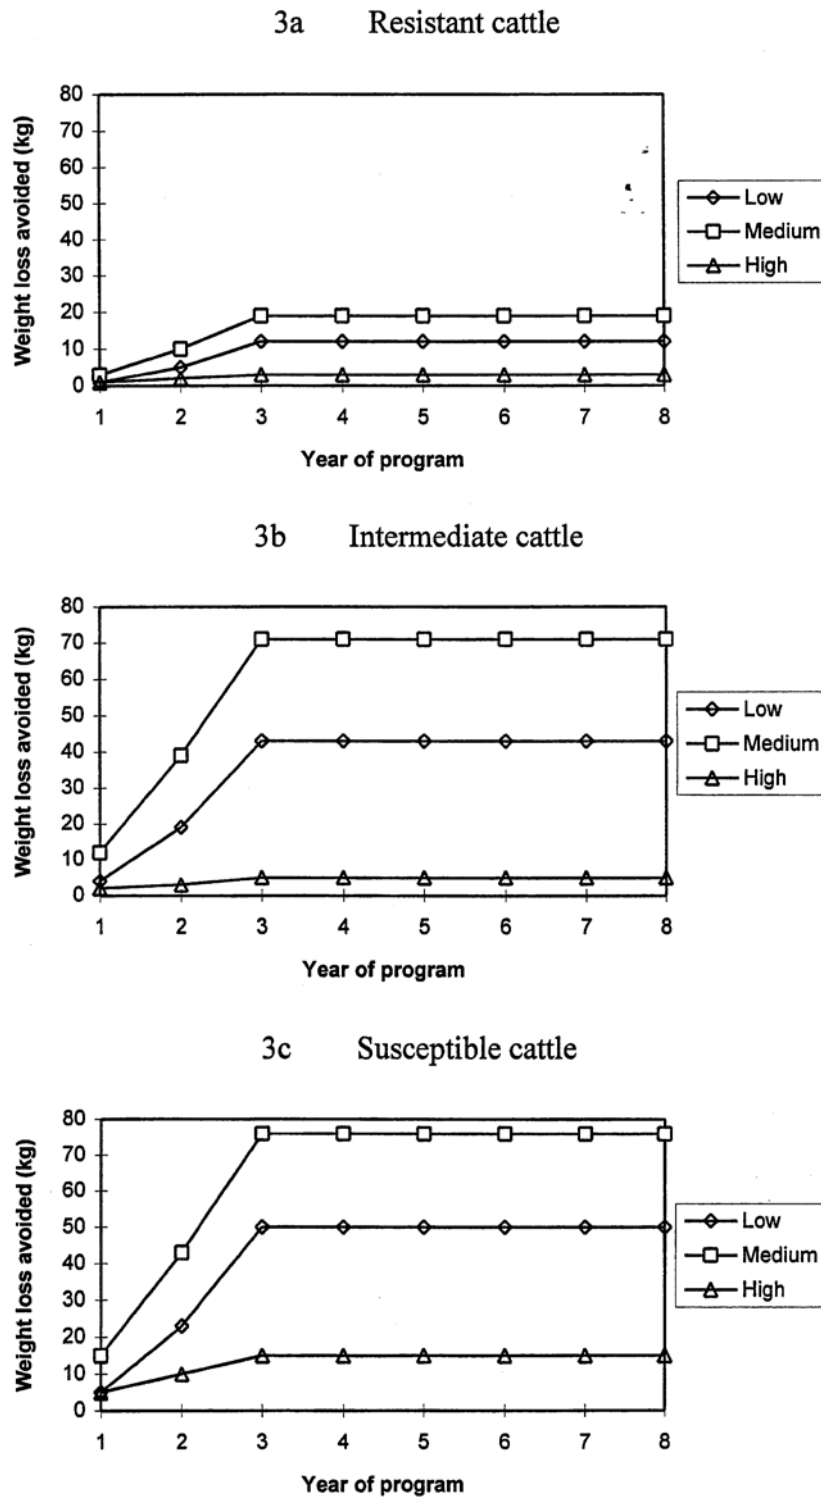 3a Resistant cattle
80
70
60
50
40
30
20
10
0
Weight loss avoided (kg)
1 2 3 4 5 6 7 8
Year of program
Low
Medium
High
3b Intermediate cattle
80
70
60
50
40
30
20
10
0
Weight loss avoided (kg)
1 2 3 4 5 6 7 8
Year of program
Low
Medium
High
3c Susceptible cattle
80
70
60
50
40
30
20
10
0
Weight loss avoided (kg)
1 2 3 4 5 6 7 8
Year of program
Low
Medium
High